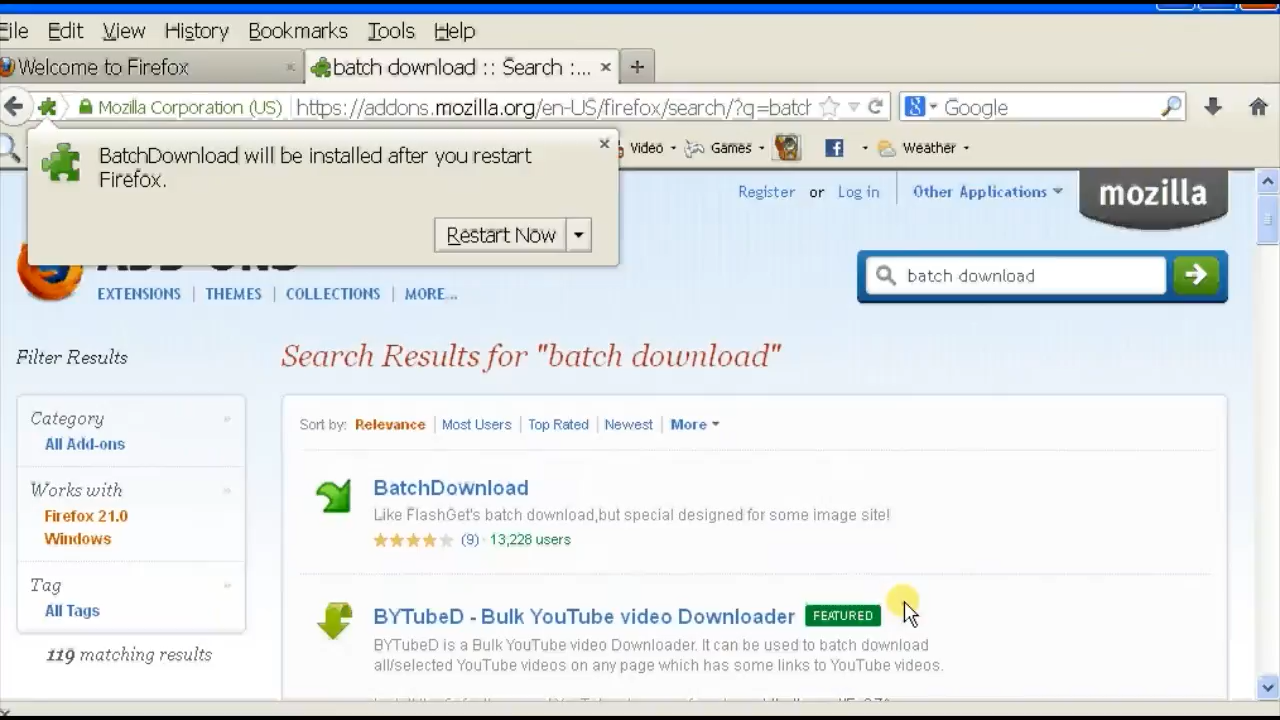 File Edit View History Bookmarks Tools Help
Welcome to Firefox
batch download :: Search :...
Mozilla Corporation (US) https://addons.mozilla.org/en-US/firefox/search/?q=batch
Google
Video Games Weather
BatchDownload will be installed after you restart
Firefox.
Restart Now
Register or Log in Other Applications
mozilla
ADD-ONS
EXTENSIONS THEMES COLLECTIONS MORE...
batch download
Filter Results
Search Results for "batch download"
Category
All Add-ons
Works with
Firefox 21.0
Windows
Tag
All Tags
119 matching results
Sort by: Relevance Most Users Top Rated Newest More
BatchDownload
Like FlashGet's batch download,but special designed for some image site!
(9) · 13,228 users
BYTubeD - Bulk YouTube video Downloader FEATURED
BYTubeD is a Bulk YouTube video Downloader. It can be used to batch download
all/selected YouTube videos on any page which has some links to YouTube videos.